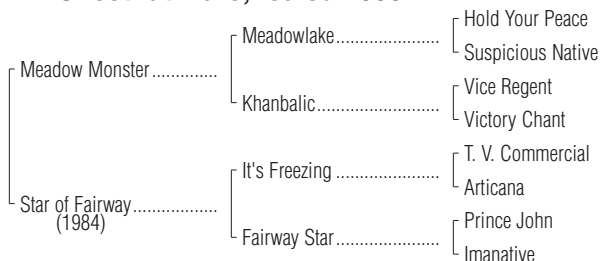 Meadow Monster..............
Star of Fairway..................
(1984)
Meadowlake......................
Khanbalic..........................
It's Freezing ......................
Fairway Star......................
Hold Your Peace
Suspicious Native
Vice Regent
Victory Chant
T. V. Commercial
Articana
Prince John
Imanative